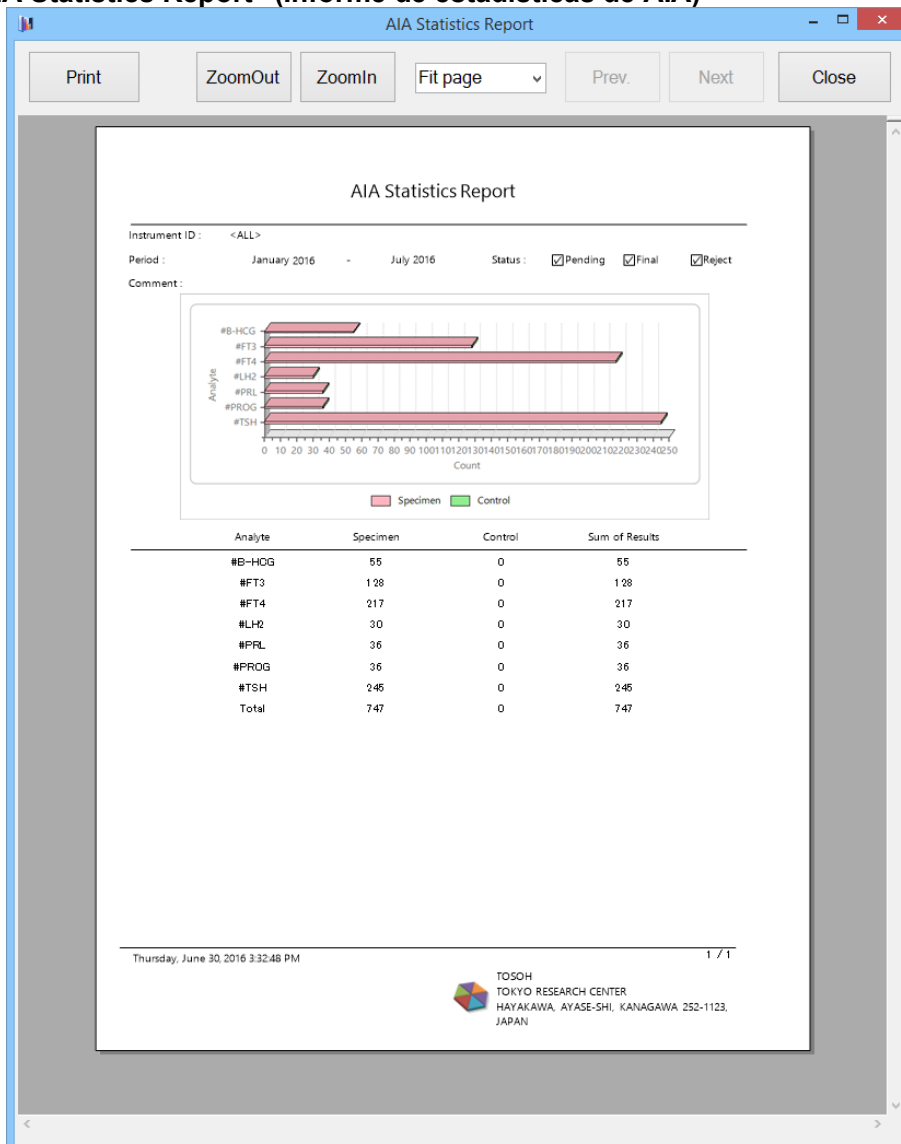 A Statistics Report" (Informe de estadísticas de AIA)
AIA Statistics Report
Print ZoomOut ZoomIn Fit page Prev. Next Close
AIA Statistics Report
Instrument ID : <ALL>
Period : January 2016 - July 2016 Status : Pending Final Reject
Comment :
Analyte
#B-HCG
#FT3
#FT4
#LH2
#PRL
#PROG
#TSH
0 10 20 30 40 50 60 70 80 90 100 110 120 130 140 150 160 170 180 190 200 210 220 230 240 250
Count
Specimen Control
Analyte Specimen Control Sum of Results
#B-HCG 55 0 55
#FT3 128 0 128
#FT4 217 0 217
#LH2 30 0 30
#PRL 36 0 36
#PROG 36 0 36
#TSH 245 0 245
Total 747 0 747
Thursday, June 30, 2016 3:32:48 PM 1 / 1
TOSOH
TOKYO RESEARCH CENTER
HAYAKAWA, AYASE-SHI, KANAGAWA 252-1123,
JAPAN